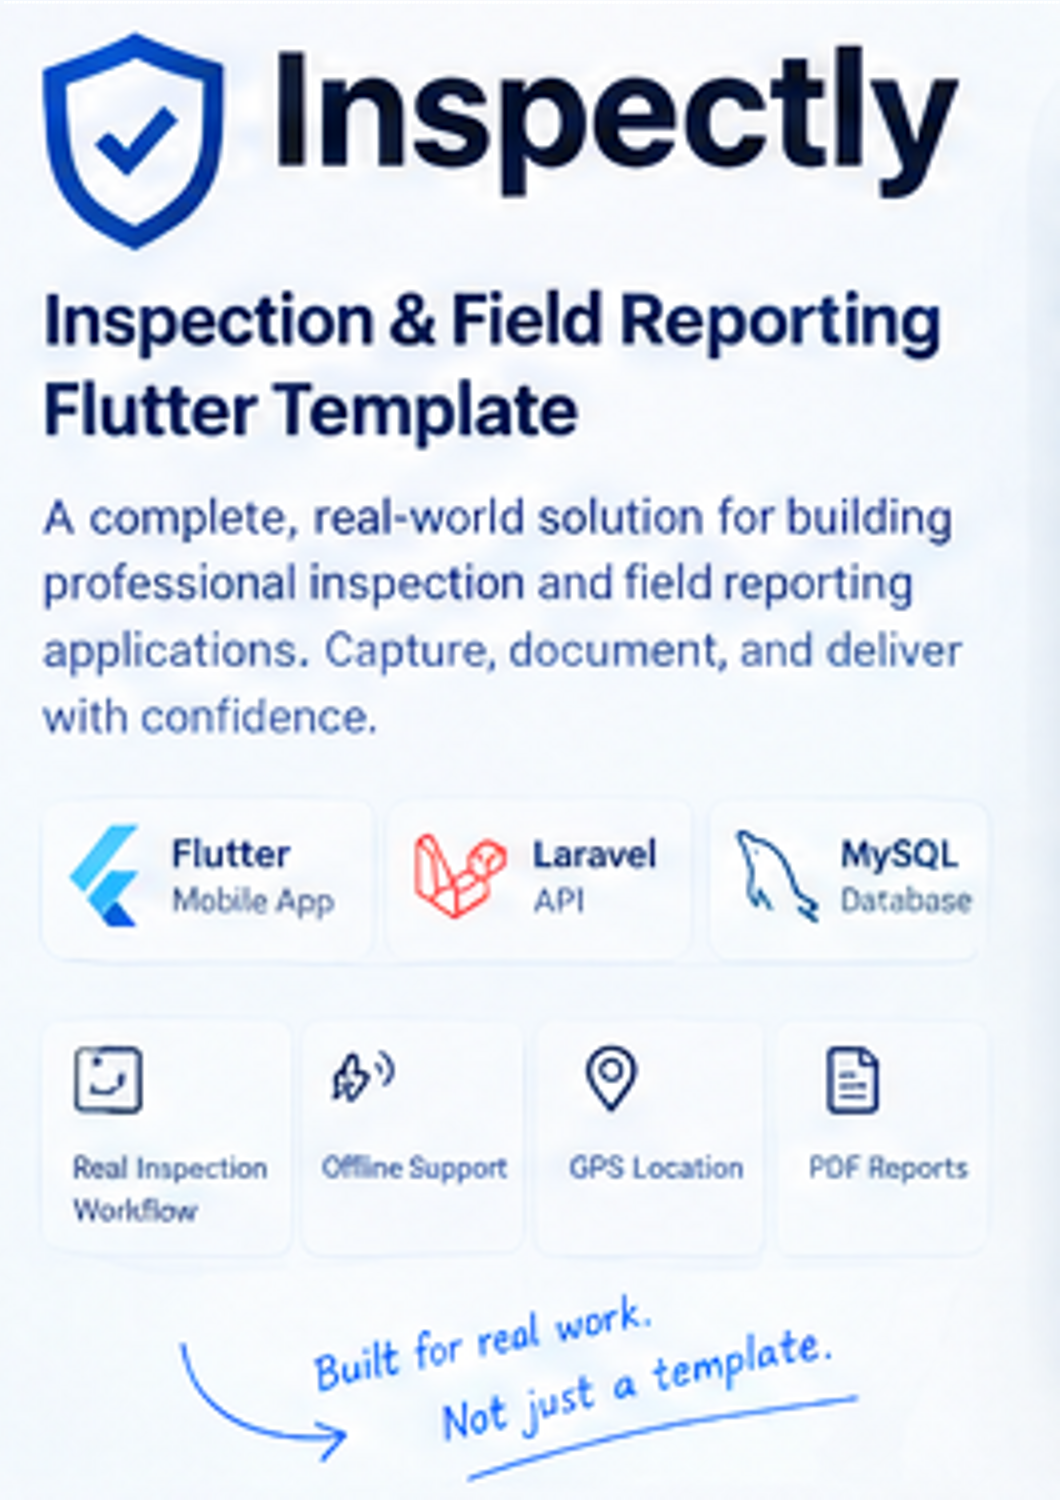 Inspectly
Inspection & Field Reporting
Flutter Template
A complete, real-world solution for building
professional inspection and field reporting
applications. Capture, document, and deliver
with confidence.
Flutter
Mobile App
Laravel
API
MySQL
Database
Real Inspection
Workflow
Offline Support
GPS Location
PDF Reports
Built for real work.
Not just a template.